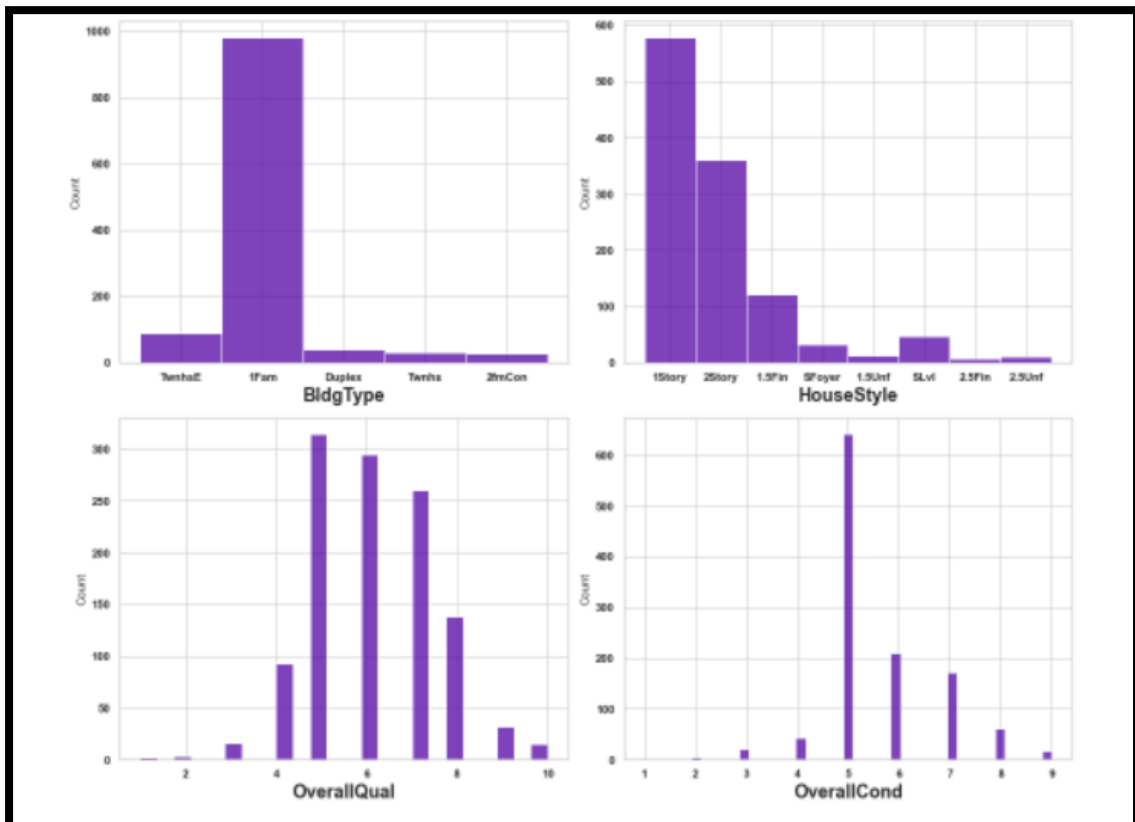 1000
800
600
400
200
0
Count
TwnhsE 1Fam Duplex Twnhs 2fmCon
BldgType
600
500
400
300
200
100
0
Count
1Story 2Story 1.5Fin SFoyer 1.5Unf SLvl 2.5Fin 2.5Unf
HouseStyle
300
250
200
150
100
50
0
Count
2 4 6 8 10
OverallQual
600
500
400
300
200
100
0
Count
1 2 3 4 5 6 7 8 9
OverallCond